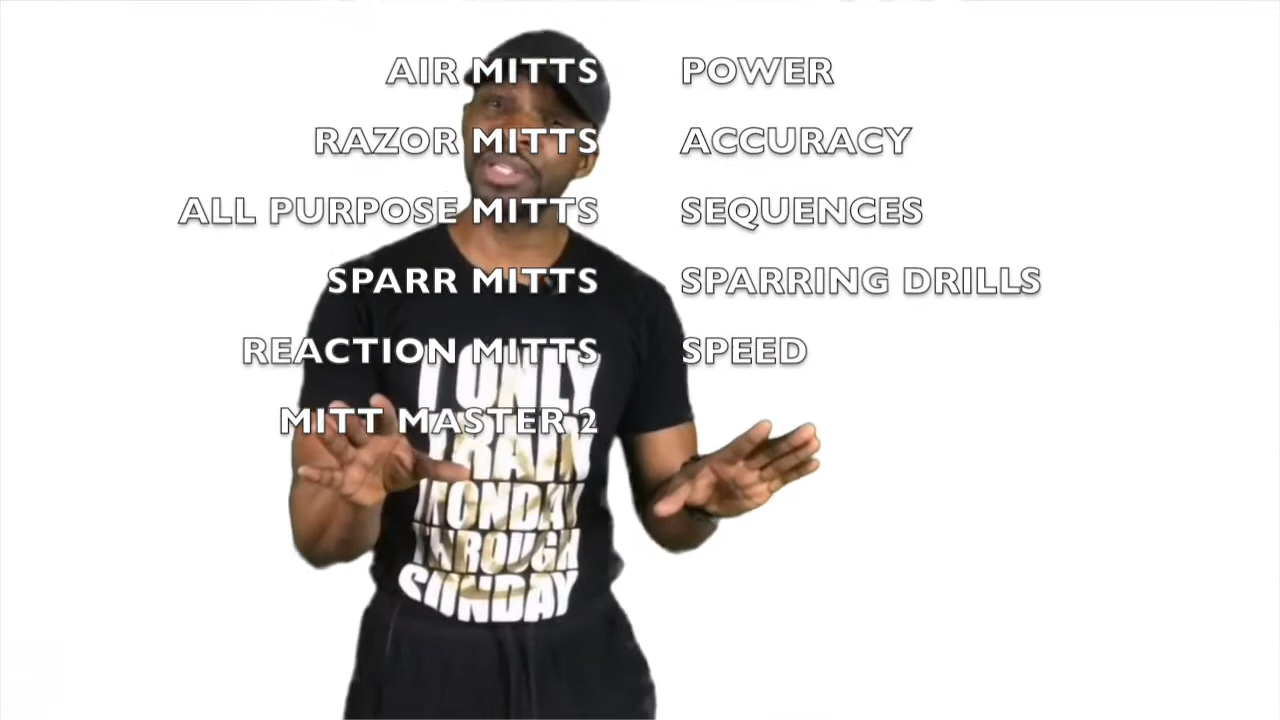 AIR MITTS POWER
RAZOR MITTS ACCURACY
ALL PURPOSE MITTS SEQUENCES
SPARR MITTS SPARRING DRILLS
REACTION MITTS SPEED
MITT MASTER 2
I ONLY
TRAIN
MONDAY
THROUGH
SUNDAY